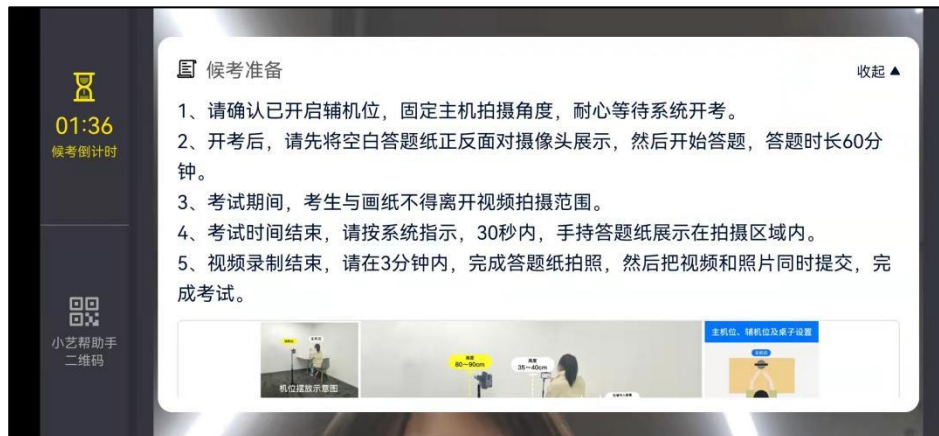 01:36
候考倒计时
小艺帮助手
二维码
候考准备
收起▲
1、请确认已开启辅机位，固定主机拍摄角度，耐心等待系统开考。
2、开考后，请先将空白答题纸正反面对摄像头展示，然后开始答题，答题时长60分
钟。
3、考试期间，考生与画纸不得离开视频拍摄范围。
4、考试时间结束，请按系统指示，30秒内，手持答题纸展示在拍摄区域内。
5、视频录制结束，请在3分钟内，完成答题纸拍照，然后把视频和照片同时提交，完
成考试。
机位摆放示意图
高度
80~90cm
高度
35~40cm
主机位、辅机位及桌子设置